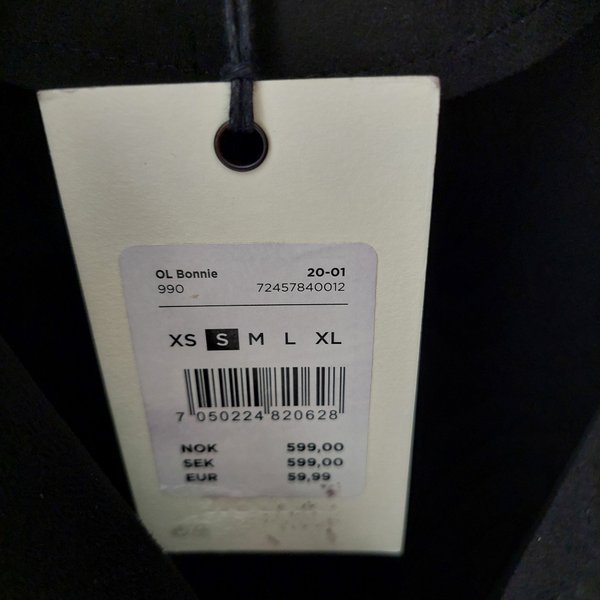 OL Bonnie 20-01
990 72457840012
XS S M L XL
7 050224 820628
NOK 599,00
SEK 599,00
EUR 59,99